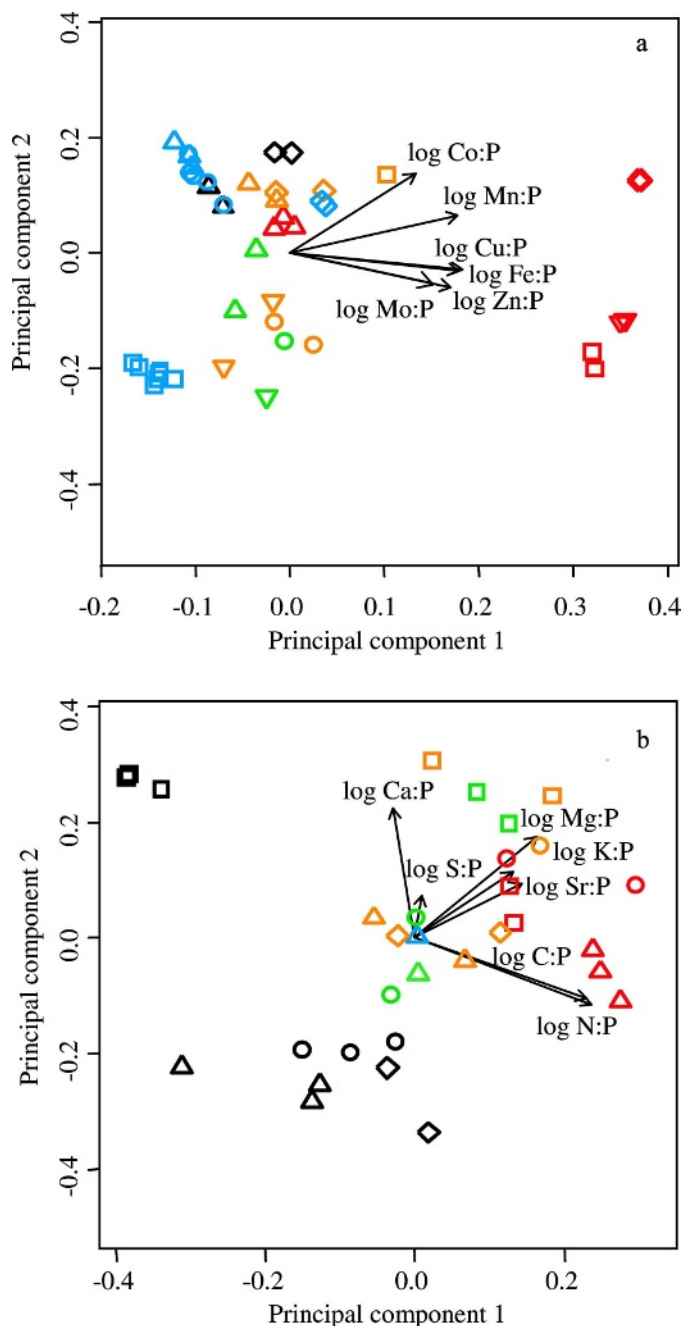 a
0.4
0.2
0.0
-0.2
-0.4
Principal component 2
log Co:P
log Mn:P
log Cu:P
log Fe:P
log Mo:P
log Zn:P
-0.2
-0.1
0.0
0.1
0.2
0.3
0.4
Principal component 1
b
0.4
0.2
0.0
-0.2
-0.4
Principal component 2
log Ca:P
log Mg:P
log K:P
log S:P
log Sr:P
log C:P
log N:P
-0.4
-0.2
0.0
0.2
Principal component 1